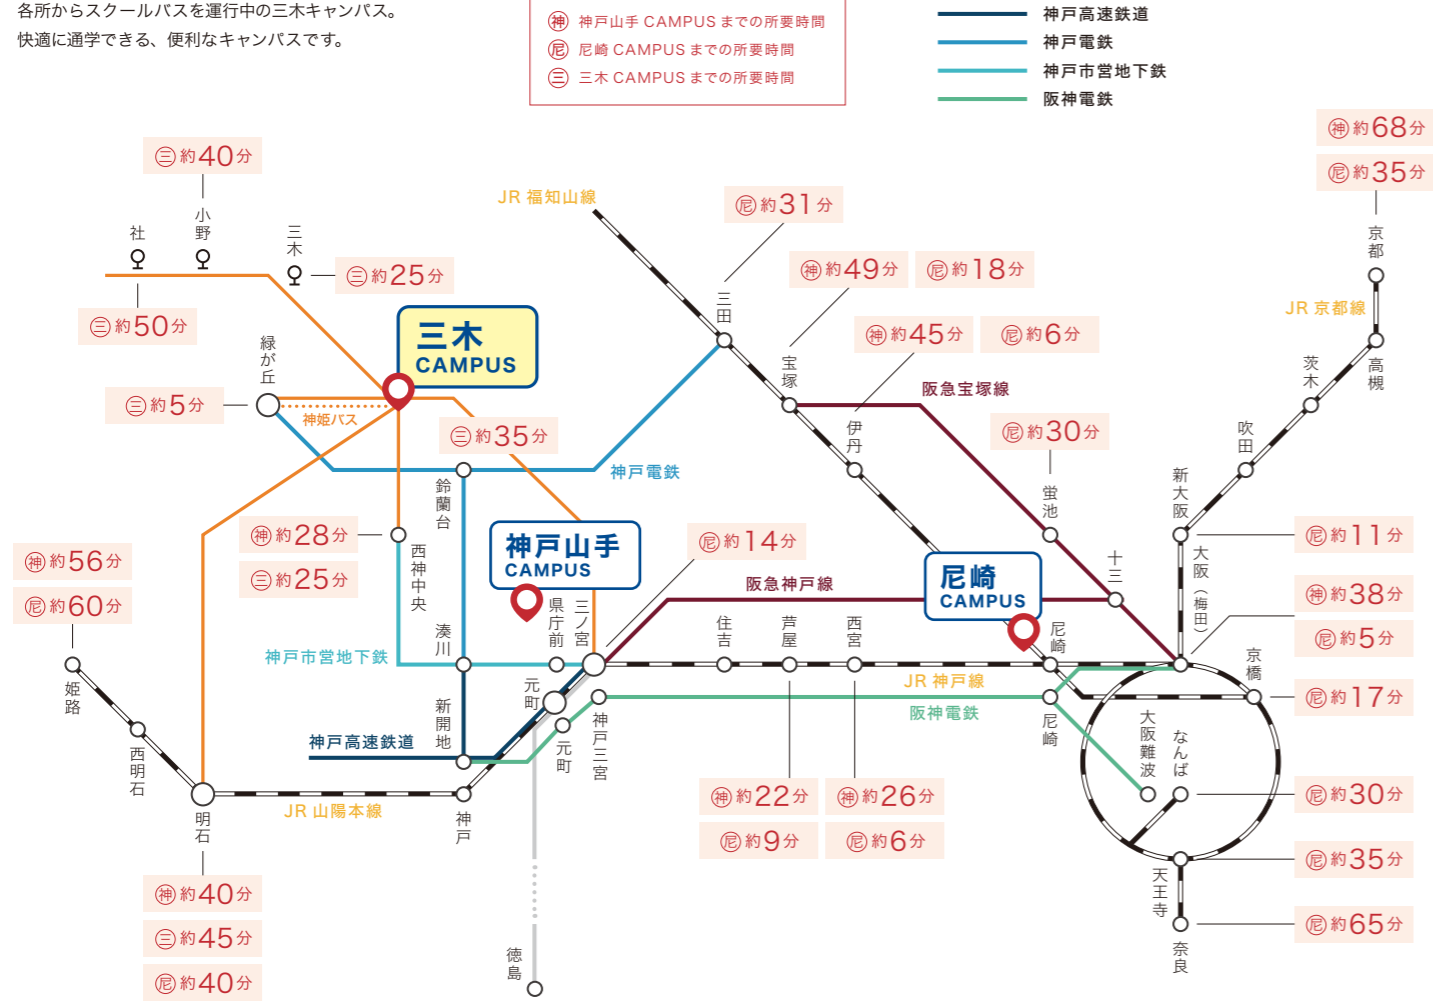 各所からスクールバスを運行中の三木キャンパス。
快適に通学できる、便利なキャンパスです。
神 神戸山手 CAMPUS までの所要時間
尼 尼崎 CAMPUS までの所要時間
三 三木 CAMPUS までの所要時間
神戸高速鉄道
神戸電鉄
神戸市営地下鉄
阪神電鉄
三 約40分
小野
社
三木
三 約25分
三 約50分
緑が丘
三 約5分
神姫バス
三木
CAMPUS
三 約35分
神戸電鉄
鈴蘭台
神 約28分
三 約25分
西神中央
神 約56分
尼 約60分
姫路
西明石
明石
神 約40分
三 約45分
尼 約40分
JR 山陽本線
神戸
神戸高速鉄道
神戸市営地下鉄
湊川
新開地
神戸山手
CAMPUS
県庁前
三ノ宮
元町
元町
神戸三宮
徳島
尼 約14分
JR 福知山線
尼 約31分
三田
神 約49分
尼 約18分
宝塚
神 約45分
尼 約6分
伊丹
阪急宝塚線
尼 約30分
蛍池
十三
阪急神戸線
尼崎
CAMPUS
尼崎
住吉
芦屋
西宮
JR 神戸線
阪神電鉄
尼崎
神 約22分
尼 約9分
神 約26分
尼 約6分
神 約68分
尼 約35分
京都
JR 京都線
高槻
茨木
吹田
新大阪
尼 約11分
大阪(梅田)
神 約38分
尼 約5分
京橋
尼 約17分
大阪難波
なんば
尼 約30分
天王寺
尼 約35分
奈良
尼 約65分